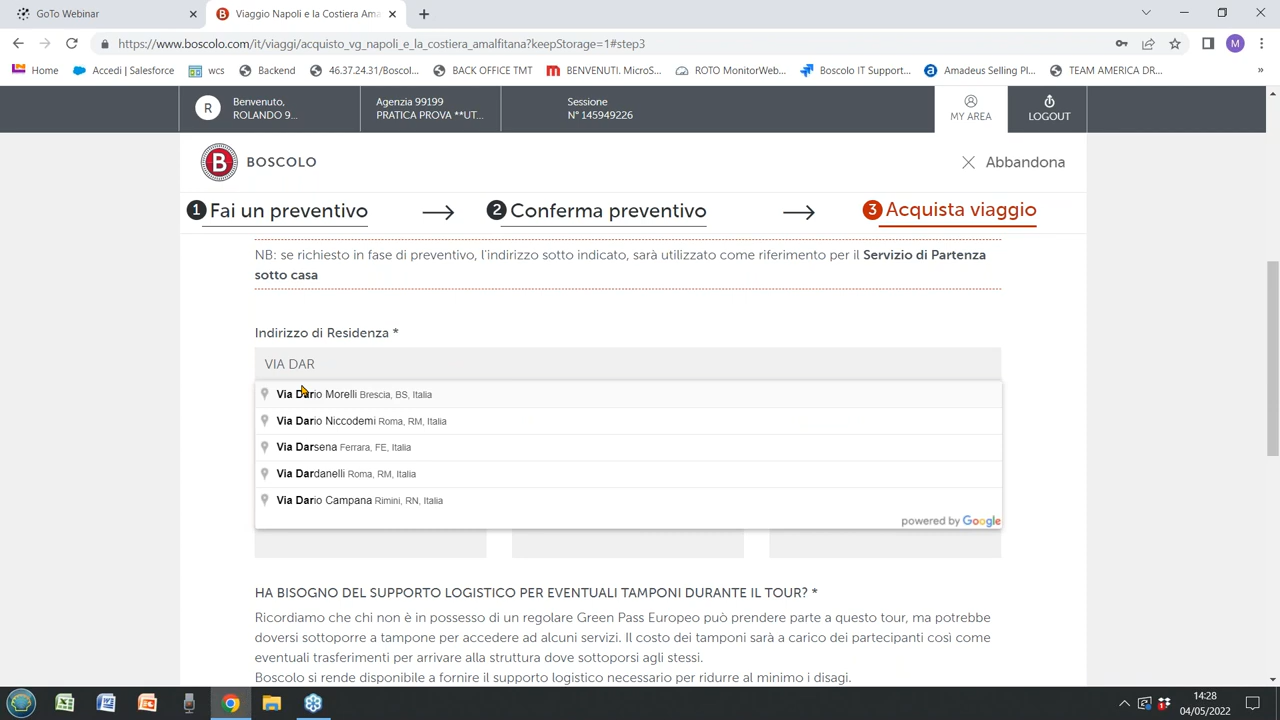 GoTo Webinar
Viaggio Napoli e la Costiera Ama
https://www.boscolo.com/it/viaggi/acquisto_vg_napoli_e_la_costiera_amalfitana?keepStorage=1#step3
M
Home
Accedi | Salesforce
wcs
Backend
46.37.24.31/Boscol...
BACK OFFICE TMT
BENVENUTI. MicroS...
ROTO MonitorWeb...
Boscolo IT Support...
Amadeus Selling Pl...
TEAM AMERICA DR...
»
R
Benvenuto,
ROLANDO 9...
Agenzia 99199
PRATICA PROVA **UT...
Sessione
N° 145949226
MY AREA
LOGOUT
B BOSCOLO
Abbandona
1 Fai un preventivo
2 Conferma preventivo
3 Acquista viaggio
NB: se richiesto in fase di preventivo, l'indirizzo sotto indicato, sarà utilizzato come riferimento per il Servizio di Partenza
sotto casa
Indirizzo di Residenza *
VIA DAR
Via Dario Morelli Brescia, BS, Italia
Via Dario Niccodemi Roma, RM, Italia
Via Darsena Ferrara, FE, Italia
Via Dardanelli Roma, RM, Italia
Via Dario Campana Rimini, RN, Italia
powered by Google
HA BISOGNO DEL SUPPORTO LOGISTICO PER EVENTUALI TAMPONI DURANTE IL TOUR? *
Ricordiamo che chi non è in possesso di un regolare Green Pass Europeo può prendere parte a questo tour, ma potrebbe
doversi sottoporre a tampone per accedere ad alcuni servizi. Il costo dei tamponi sarà a carico dei partecipanti così come
eventuali trasferimenti per arrivare alla struttura dove sottoporsi agli stessi.
Boscolo si rende disponibile a fornire il supporto logistico necessario per ridurre al minimo i disagi.
14:28
04/05/2022